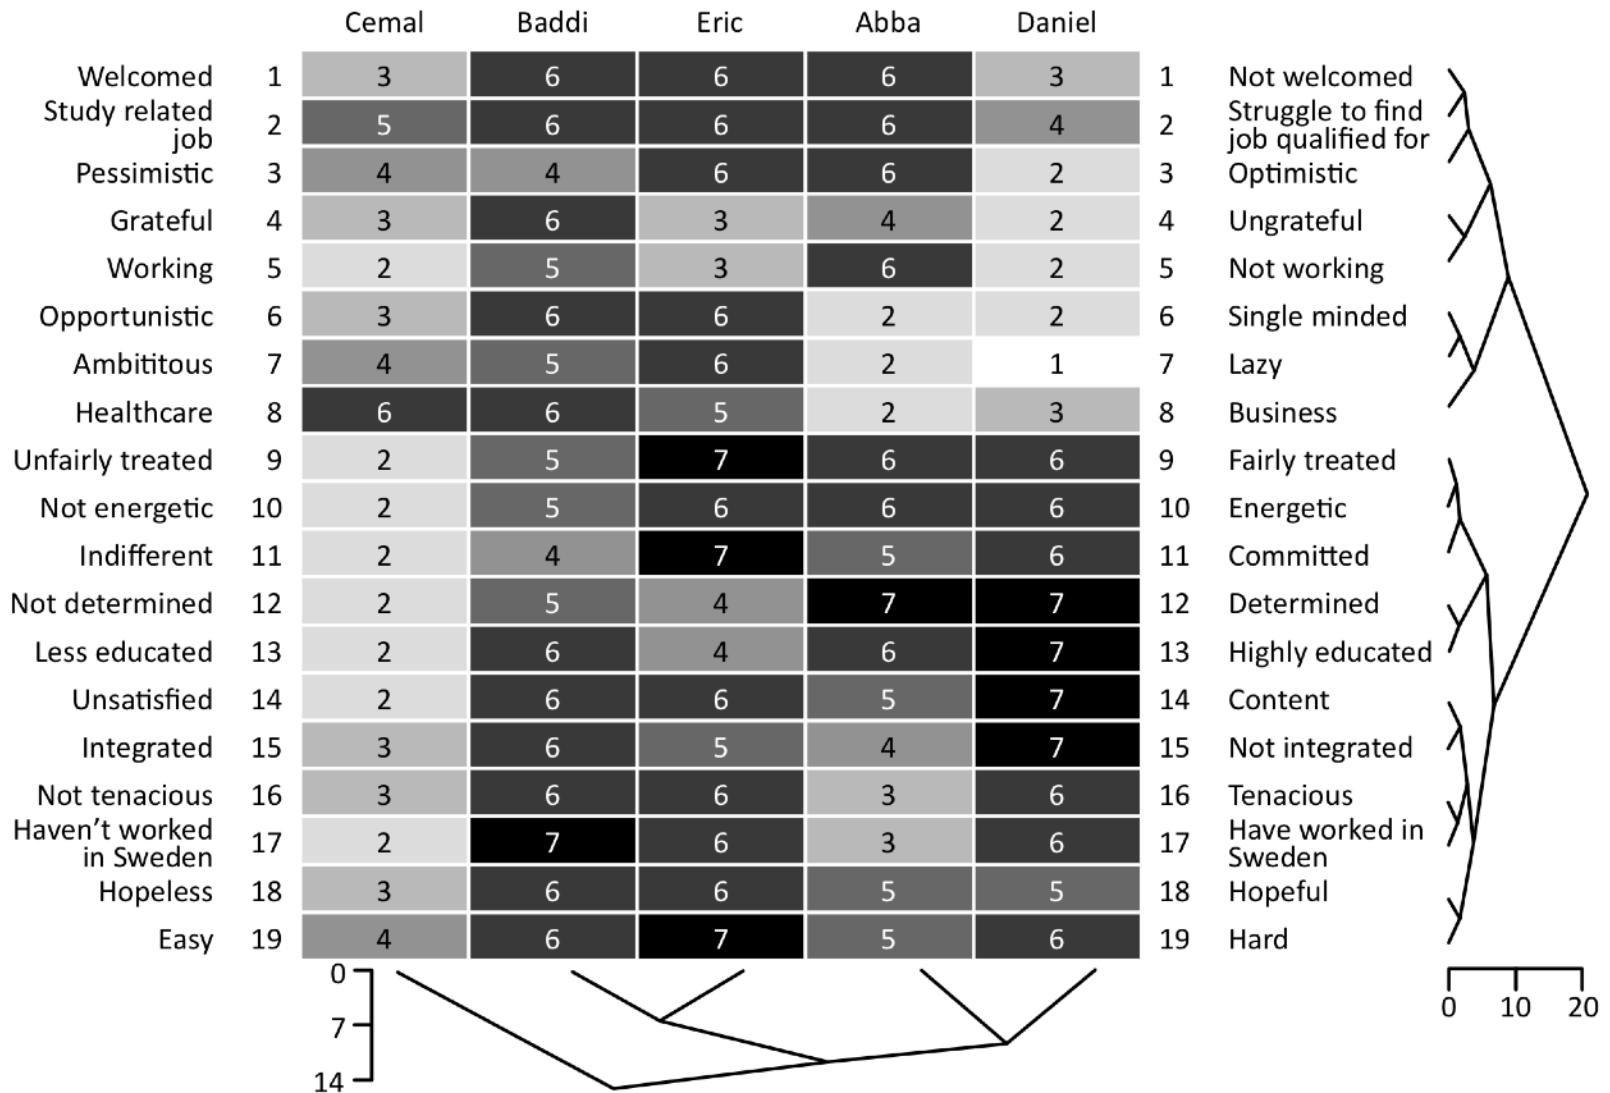 Cemal Baddi Eric Abba Daniel
Welcomed 1 3 6 6 6 3 1 Not welcomed
Study related
job 2 5 6 6 6 4 2 Struggle to find
job qualified for
Pessimistic 3 4 4 6 6 2 3 Optimistic
Grateful 4 3 6 3 4 2 4 Ungrateful
Working 5 2 5 3 6 2 5 Not working
Opportunistic 6 3 6 6 2 2 6 Single minded
Ambititous 7 4 5 6 2 1 7 Lazy
Healthcare 8 6 6 5 2 3 8 Business
Unfairly treated 9 2 5 7 6 6 9 Fairly treated
Not energetic 10 2 5 6 6 6 10 Energetic
Indifferent 11 2 4 7 5 6 11 Committed
Not determined 12 2 5 4 7 7 12 Determined
Less educated 13 2 6 4 6 7 13 Highly educated
Unsatisfied 14 2 6 6 5 7 14 Content
Integrated 15 3 6 5 4 7 15 Not integrated
Not tenacious 16 3 6 6 3 6 16 Tenacious
Haven't worked
in Sweden 17 2 7 6 3 6 17 Have worked in
Sweden
Hopeless 18 3 6 6 5 5 18 Hopeful
Easy 19 4 6 7 5 6 19 Hard
0
7
14
0 10 20